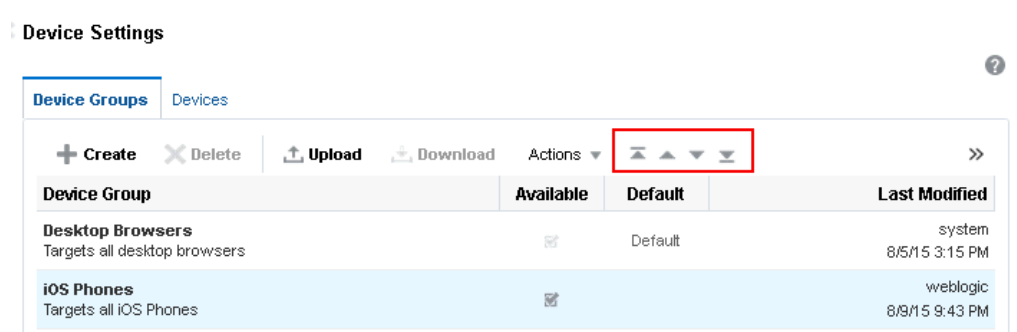 Device Settings
Device Groups Devices
Create Delete Upload Download Actions
Device Group Available Default Last Modified
Desktop Browsers Default system
Targets all desktop browsers 8/5/15 3:15 PM
iOS Phones weblogic
Targets all iOS Phones 8/9/15 9:43 PM